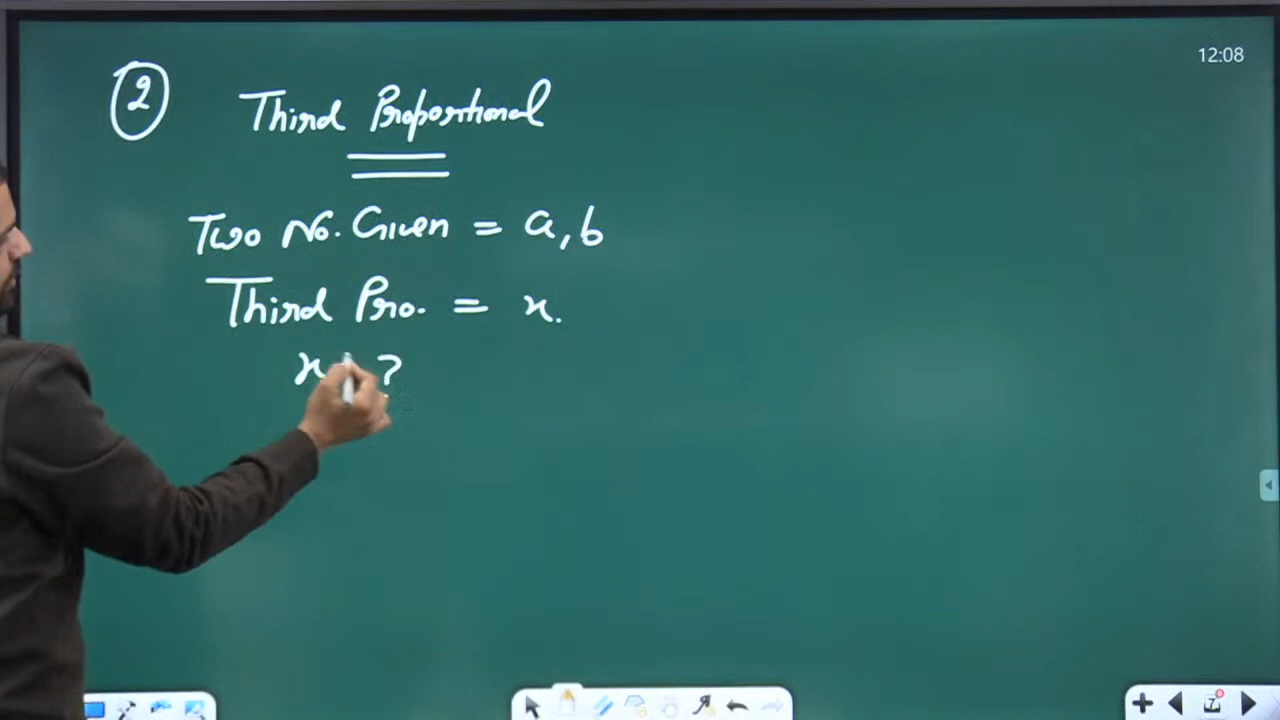 12:08
2 Third Proportional
Two No. Given = a, b
Third Pro. = x.
x ?